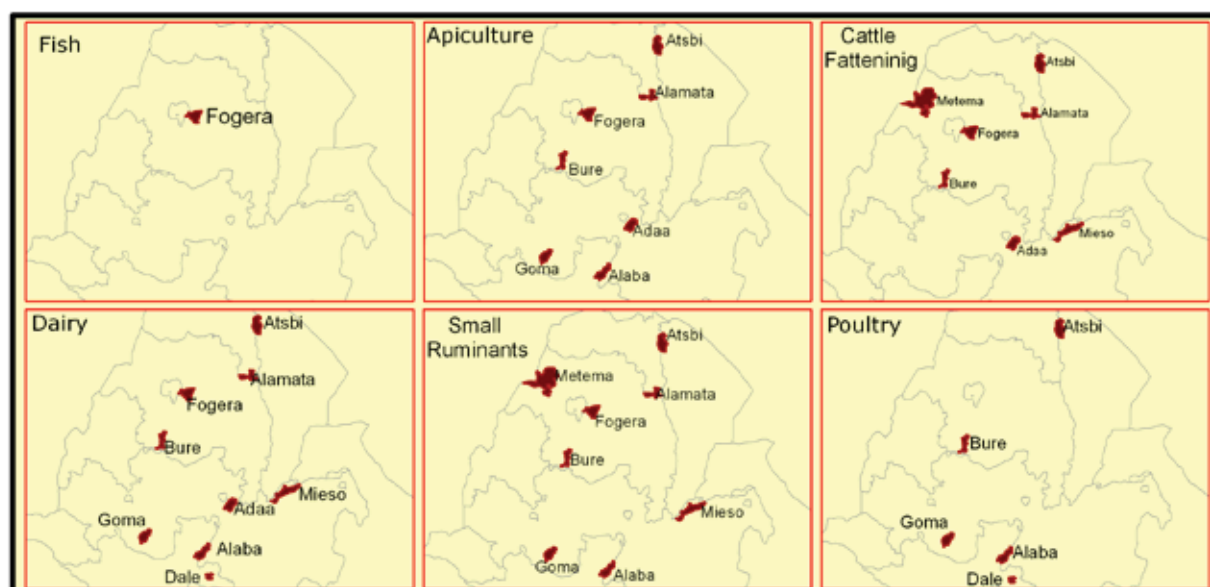 Fish
Fogera
Apiculture
Atsbi
Alamata
Fogera
Bure
Adaa
Goma
Alaba
Cattle
Fatteninig
Atsbi
Metema
Alamata
Fogera
Bure
Mieso
Adaa
Dairy
Atsbi
Alamata
Fogera
Bure
Mieso
Adaa
Goma
Alaba
Dale
Small
Ruminants
Atsbi
Metema
Alamata
Fogera
Bure
Mieso
Goma
Alaba
Poultry
Atsbi
Bure
Goma
Alaba
Dale